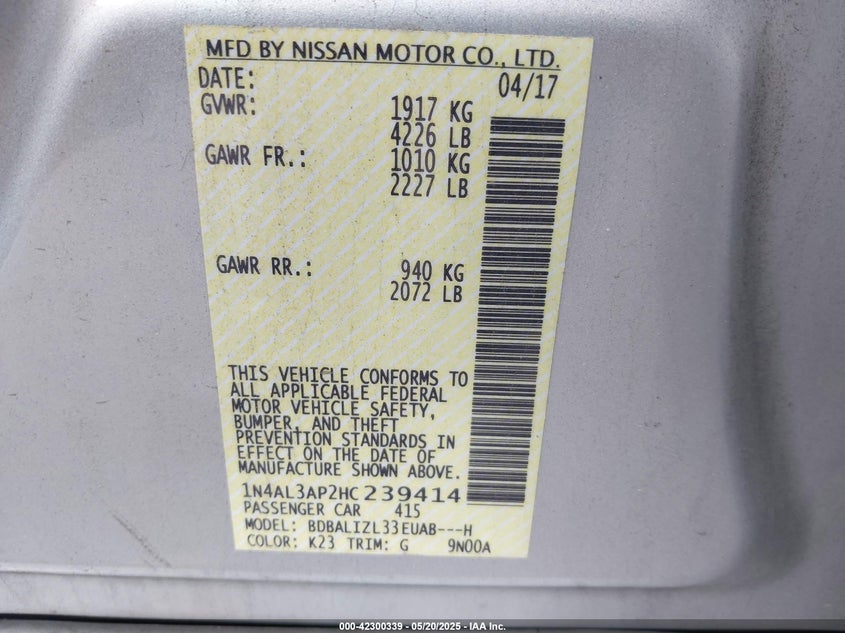 MFD BY NISSAN MOTOR CO., LTD.
DATE: 04/17
GVWR: 1917 KG
4226 LB
GAWR FR.: 1010 KG
2227 LB
GAWR RR.: 940 KG
2072 LB
THIS VEHICLE CONFORMS TO
ALL APPLICABLE FEDERAL
MOTOR VEHICLE SAFETY,
BUMPER, AND THEFT
PREVENTION STANDARDS IN
EFFECT ON THE DATE OF
MANUFACTURE SHOWN ABOVE.
1N4AL3AP2HC239414
PASSENGER CAR 415
MODEL: BDBALIZL33EUAB---H
COLOR: K23 TRIM: G 9N00A
000-42300339 - 05/20/2025 - IAA Inc.